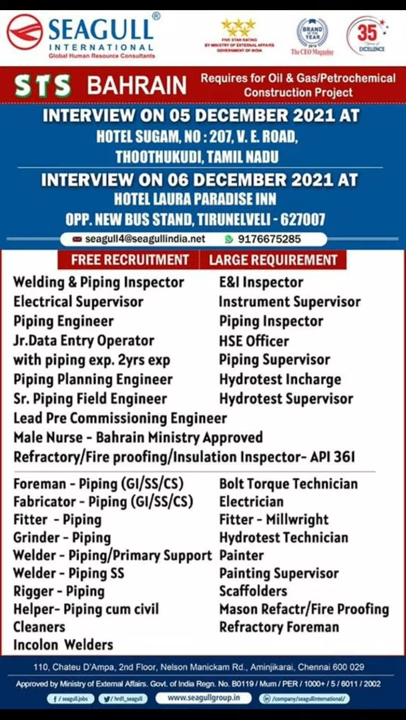 SEAGULL®
INTERNATIONAL
Global Human Resource Consultants
FIVE STAR RATING
BY MINISTRY OF EXTERNAL AFFAIRS
GOVERNMENT OF INDIA
BRAND
OF THE
YEAR
The CEO Magazine
35
Years of
EXCELLENCE
STS BAHRAIN Requires for Oil & Gas/Petrochemical
Construction Project
INTERVIEW ON 05 DECEMBER 2021 AT
HOTEL SUGAM, NO : 207, V. E. ROAD,
THOOTHUKUDI, TAMIL NADU
INTERVIEW ON 06 DECEMBER 2021 AT
HOTEL LAURA PARADISE INN
OPP. NEW BUS STAND, TIRUNELVELI - 627007
seagull4@seagullindia.net 9176675285
FREE RECRUITMENT LARGE REQUIREMENT
Welding & Piping Inspector E&I Inspector
Electrical Supervisor Instrument Supervisor
Piping Engineer Piping Inspector
Jr.Data Entry Operator HSE Officer
with piping exp. 2yrs exp Piping Supervisor
Piping Planning Engineer Hydrotest Incharge
Sr. Piping Field Engineer Hydrotest Supervisor
Lead Pre Commissioning Engineer
Male Nurse - Bahrain Ministry Approved
Refractory/Fire proofing/Insulation Inspector- API 361
Foreman - Piping (GI/SS/CS) Bolt Torque Technician
Fabricator - Piping (GI/SS/CS) Electrician
Fitter - Piping Fitter - Millwright
Grinder - Piping Hydrotest Technician
Welder - Piping/Primary Support Painter
Welder - Piping SS Painting Supervisor
Rigger - Piping Scaffolders
Helper- Piping cum civil Mason Refactr/Fire Proofing
Cleaners Refractory Foreman
Incolon Welders
110, Chateu D'Ampa, 2nd Floor, Nelson Manickam Rd., Aminjikarai, Chennai 600 029
Approved by Ministry of External Affairs. Govt. of India Regn. No. B0119 / Mum / PER / 1000+ / 5 / 6011 / 2002
/ seagull.jobs / hrdI_seagull www.seagullgroup.in /company/seagullinternational/